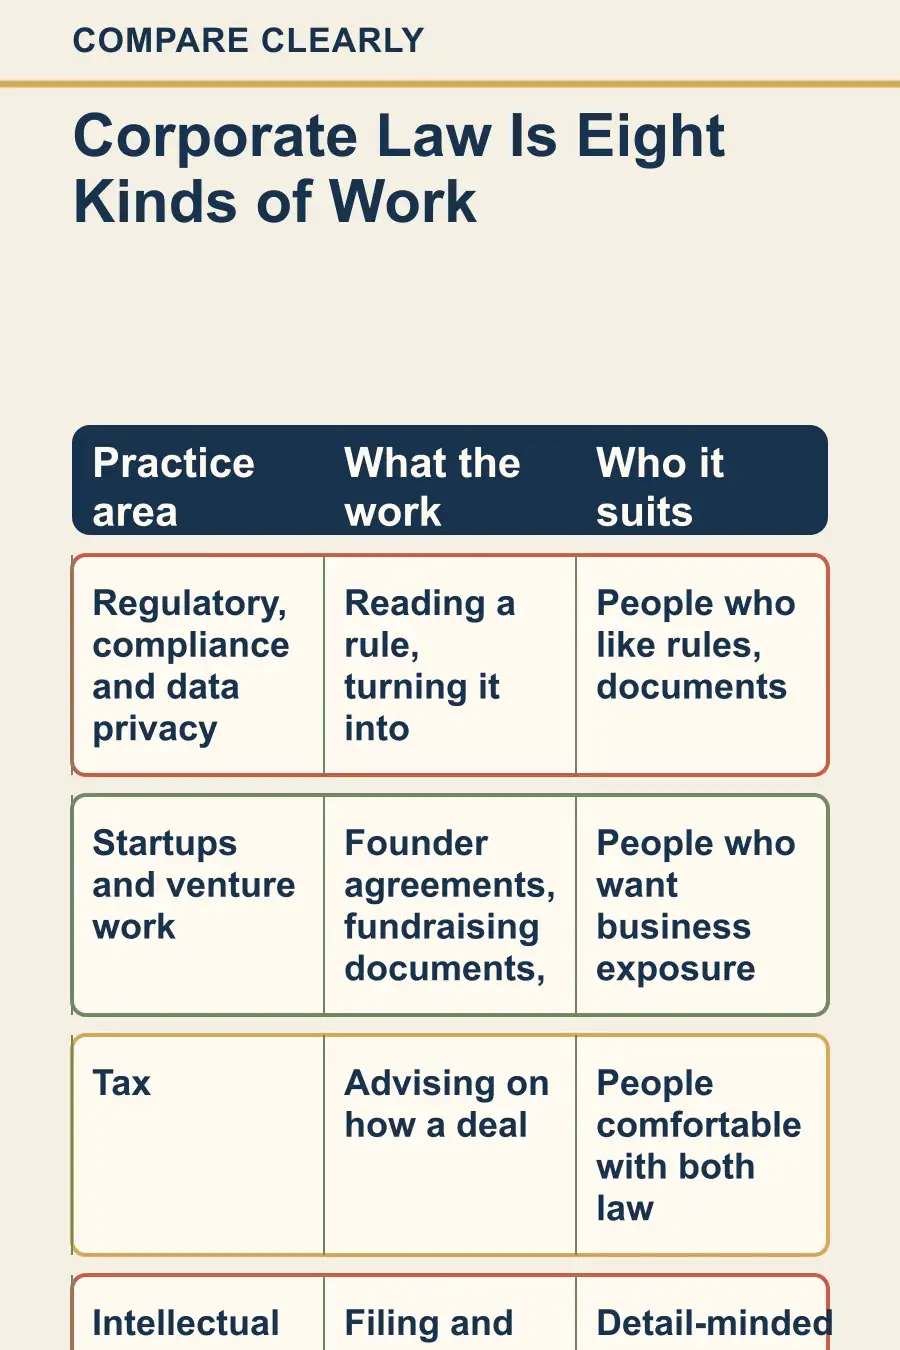 COMPARE CLEARLY
Corporate Law Is Eight
Kinds of Work
Practice area
What the work
Who it suits
Regulatory,
compliance
and data
privacy
Reading a
rule,
turning it
into
People who
like rules,
documents
Startups
and venture
work
Founder
agreements,
fundraising
documents,
People who
want
business
exposure
Tax
Advising on
how a deal
People
comfortable
with both
law
Intellectual
Filing and
Detail-minded